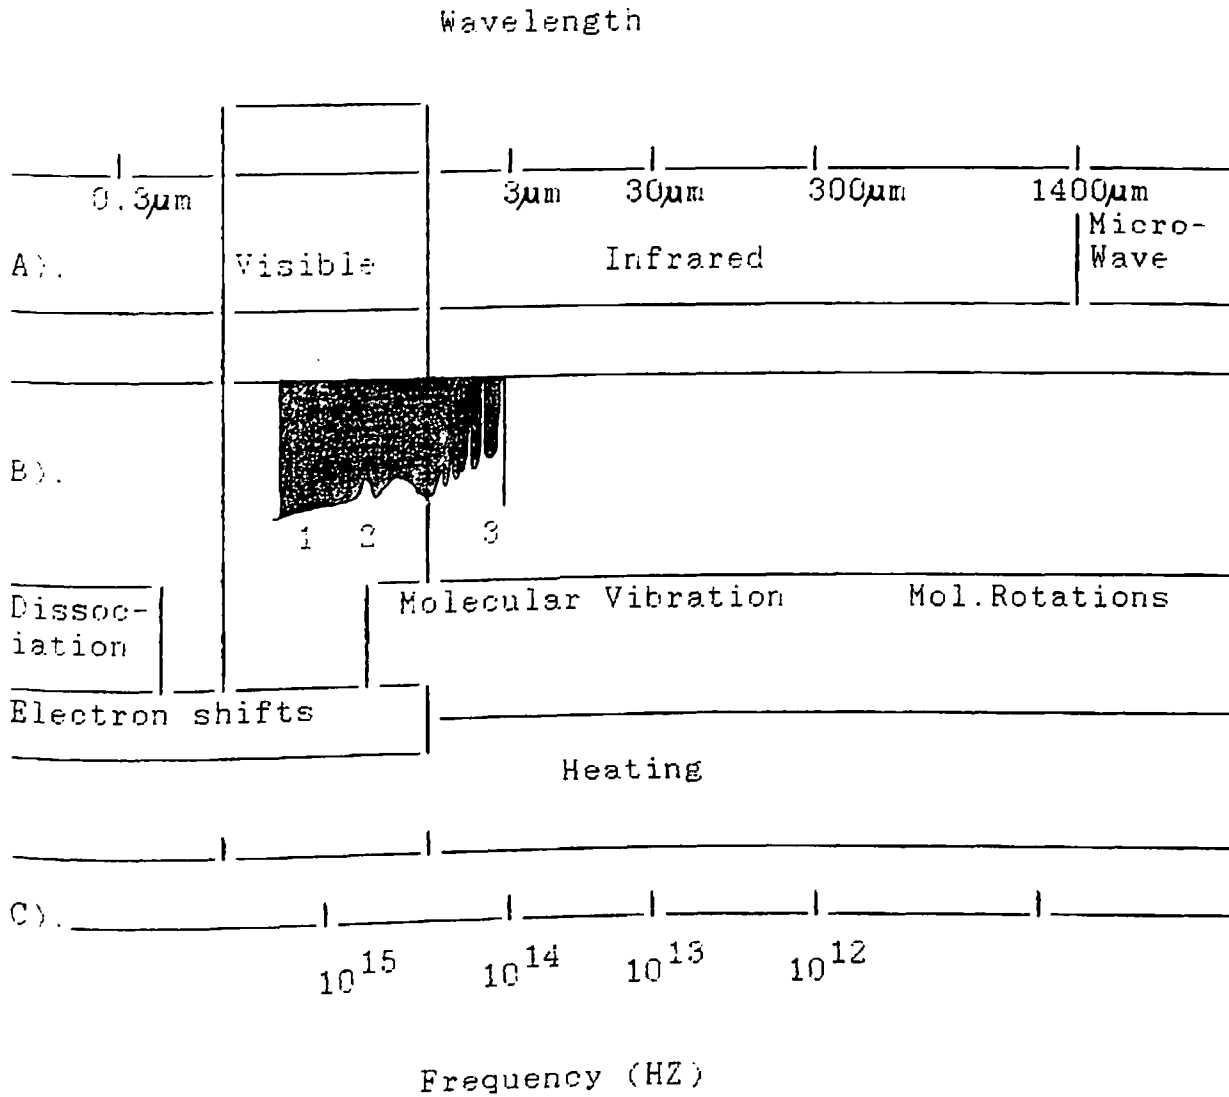 Wavelength
0.3µm 3µm 30µm 300µm 1400µm
A). Visible Infrared Micro-
Wave
B).
1 2 3
Dissoc-
iation
Molecular Vibration Mol.Rotations
Electron shifts
Heating
C).
10^15 10^14 10^13 10^12
Frequency (HZ)